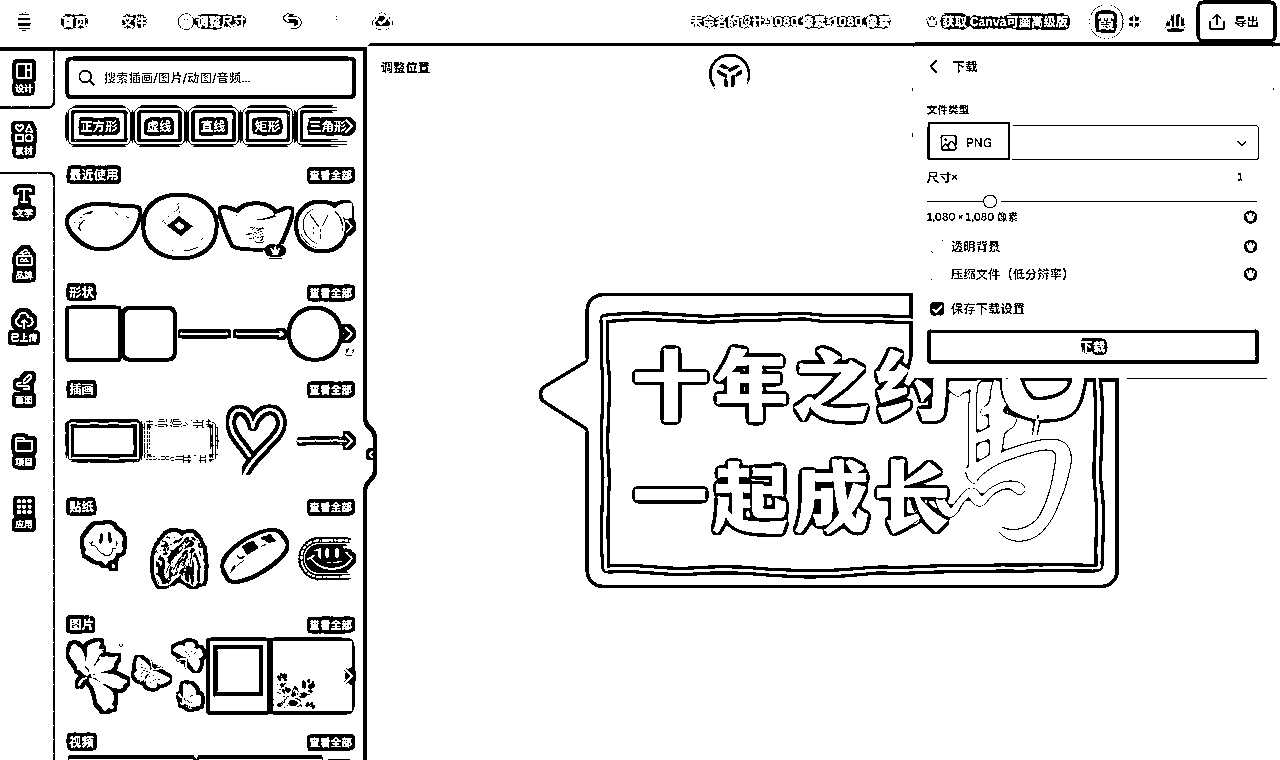 首页 文件 调整尺寸
未命名的设计-1080 像素x1080 像素
获取 Canva可画高级版
导出
设计
素材
文字
品牌
已上传
项目
应用
搜索插画/图片/动图/音频...
正方形 虚线 直线 矩形 三角形
最近使用 查看全部
形状 查看全部
插画 查看全部
贴纸 查看全部
图片 查看全部
视频 查看全部
调整位置
十年之约
一起成长
下载
文件类型
PNG
尺寸× 1
1,080 × 1,080 像素
透明背景
压缩文件（低分辨率）
保存下载设置
下载